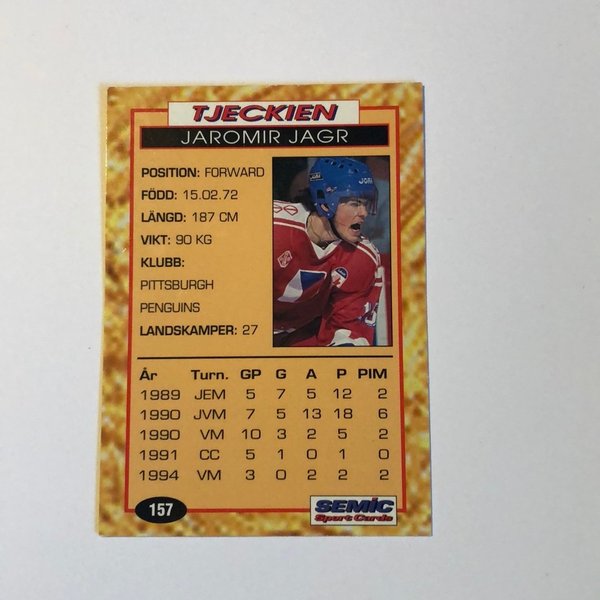 TJECKIEN
JAROMIR JAGR
POSITION: FORWARD
FÖDD: 15.02.72
LÄNGD: 187 CM
VIKT: 90 KG
KLUBB:
PITTSBURGH
PENGUINS
LANDSKAMPER: 27
År Turn. GP G A P PIM
1989 JEM 5 7 5 12 2
1990 JVM 7 5 13 18 6
1990 VM 10 3 2 5 2
1991 CC 5 1 0 1 0
1994 VM 3 0 2 2 2
157
SEMIC
Sport Cards